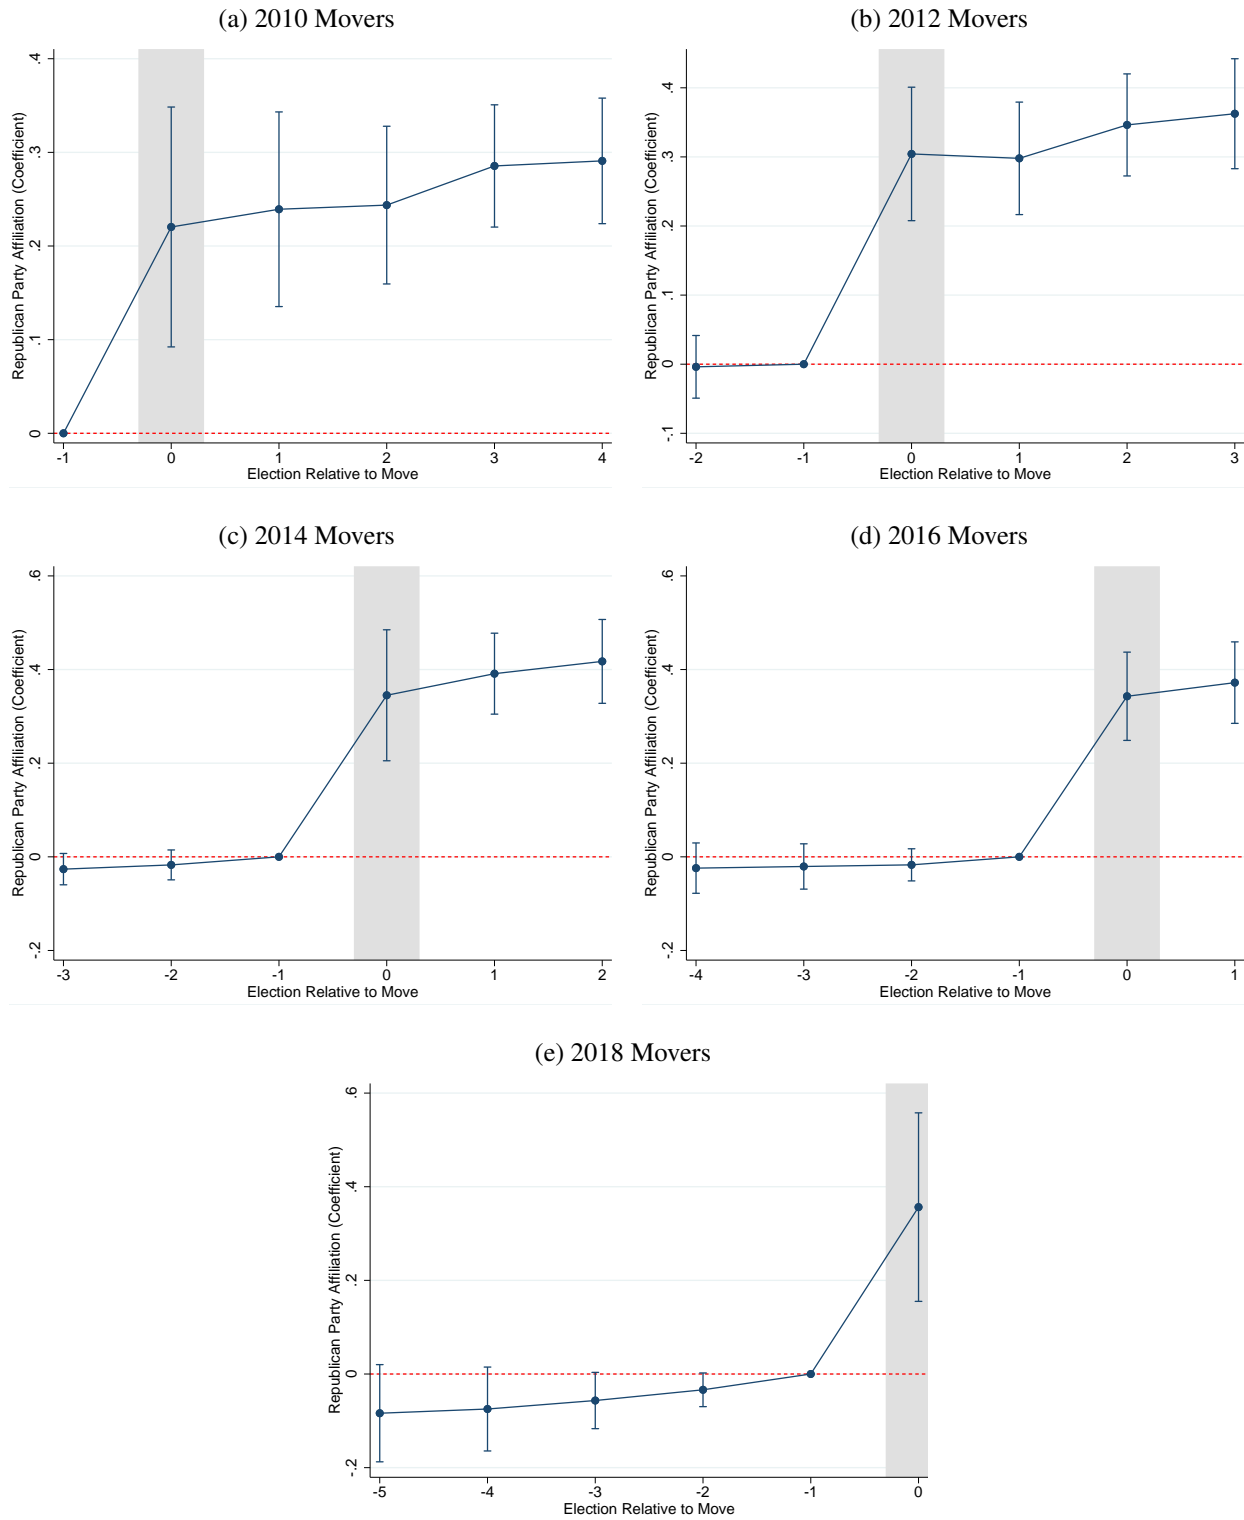 (a) 2010 Movers
Republican Party Affiliation (Coefficient)
.4
.3
.2
.1
0
-1 0 1 2 3 4
Election Relative to Move
(b) 2012 Movers
Republican Party Affiliation (Coefficient)
.4
.3
.2
.1
0
-.1
-2 -1 0 1 2 3
Election Relative to Move
(c) 2014 Movers
Republican Party Affiliation (Coefficient)
.6
.4
.2
0
-.2
-3 -2 -1 0 1 2
Election Relative to Move
(d) 2016 Movers
Republican Party Affiliation (Coefficient)
.6
.4
.2
0
-.2
-4 -3 -2 -1 0 1
Election Relative to Move
(e) 2018 Movers
Republican Party Affiliation (Coefficient)
.6
.4
.2
0
-.2
-5 -4 -3 -2 -1 0
Election Relative to Move